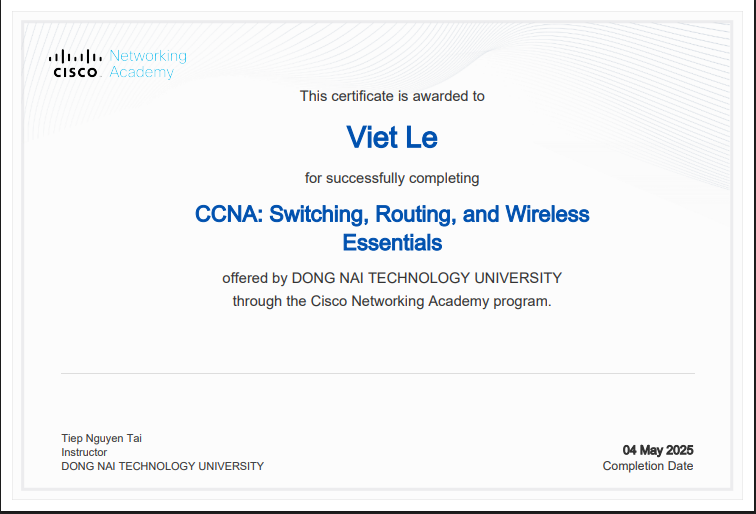 Networking
CISCO. Academy
This certificate is awarded to
Viet Le
for successfully completing
CCNA: Switching, Routing, and Wireless
Essentials
offered by DONG NAI TECHNOLOGY UNIVERSITY
through the Cisco Networking Academy program.
Tiep Nguyen Tai
Instructor
DONG NAI TECHNOLOGY UNIVERSITY
04 May 2025
Completion Date